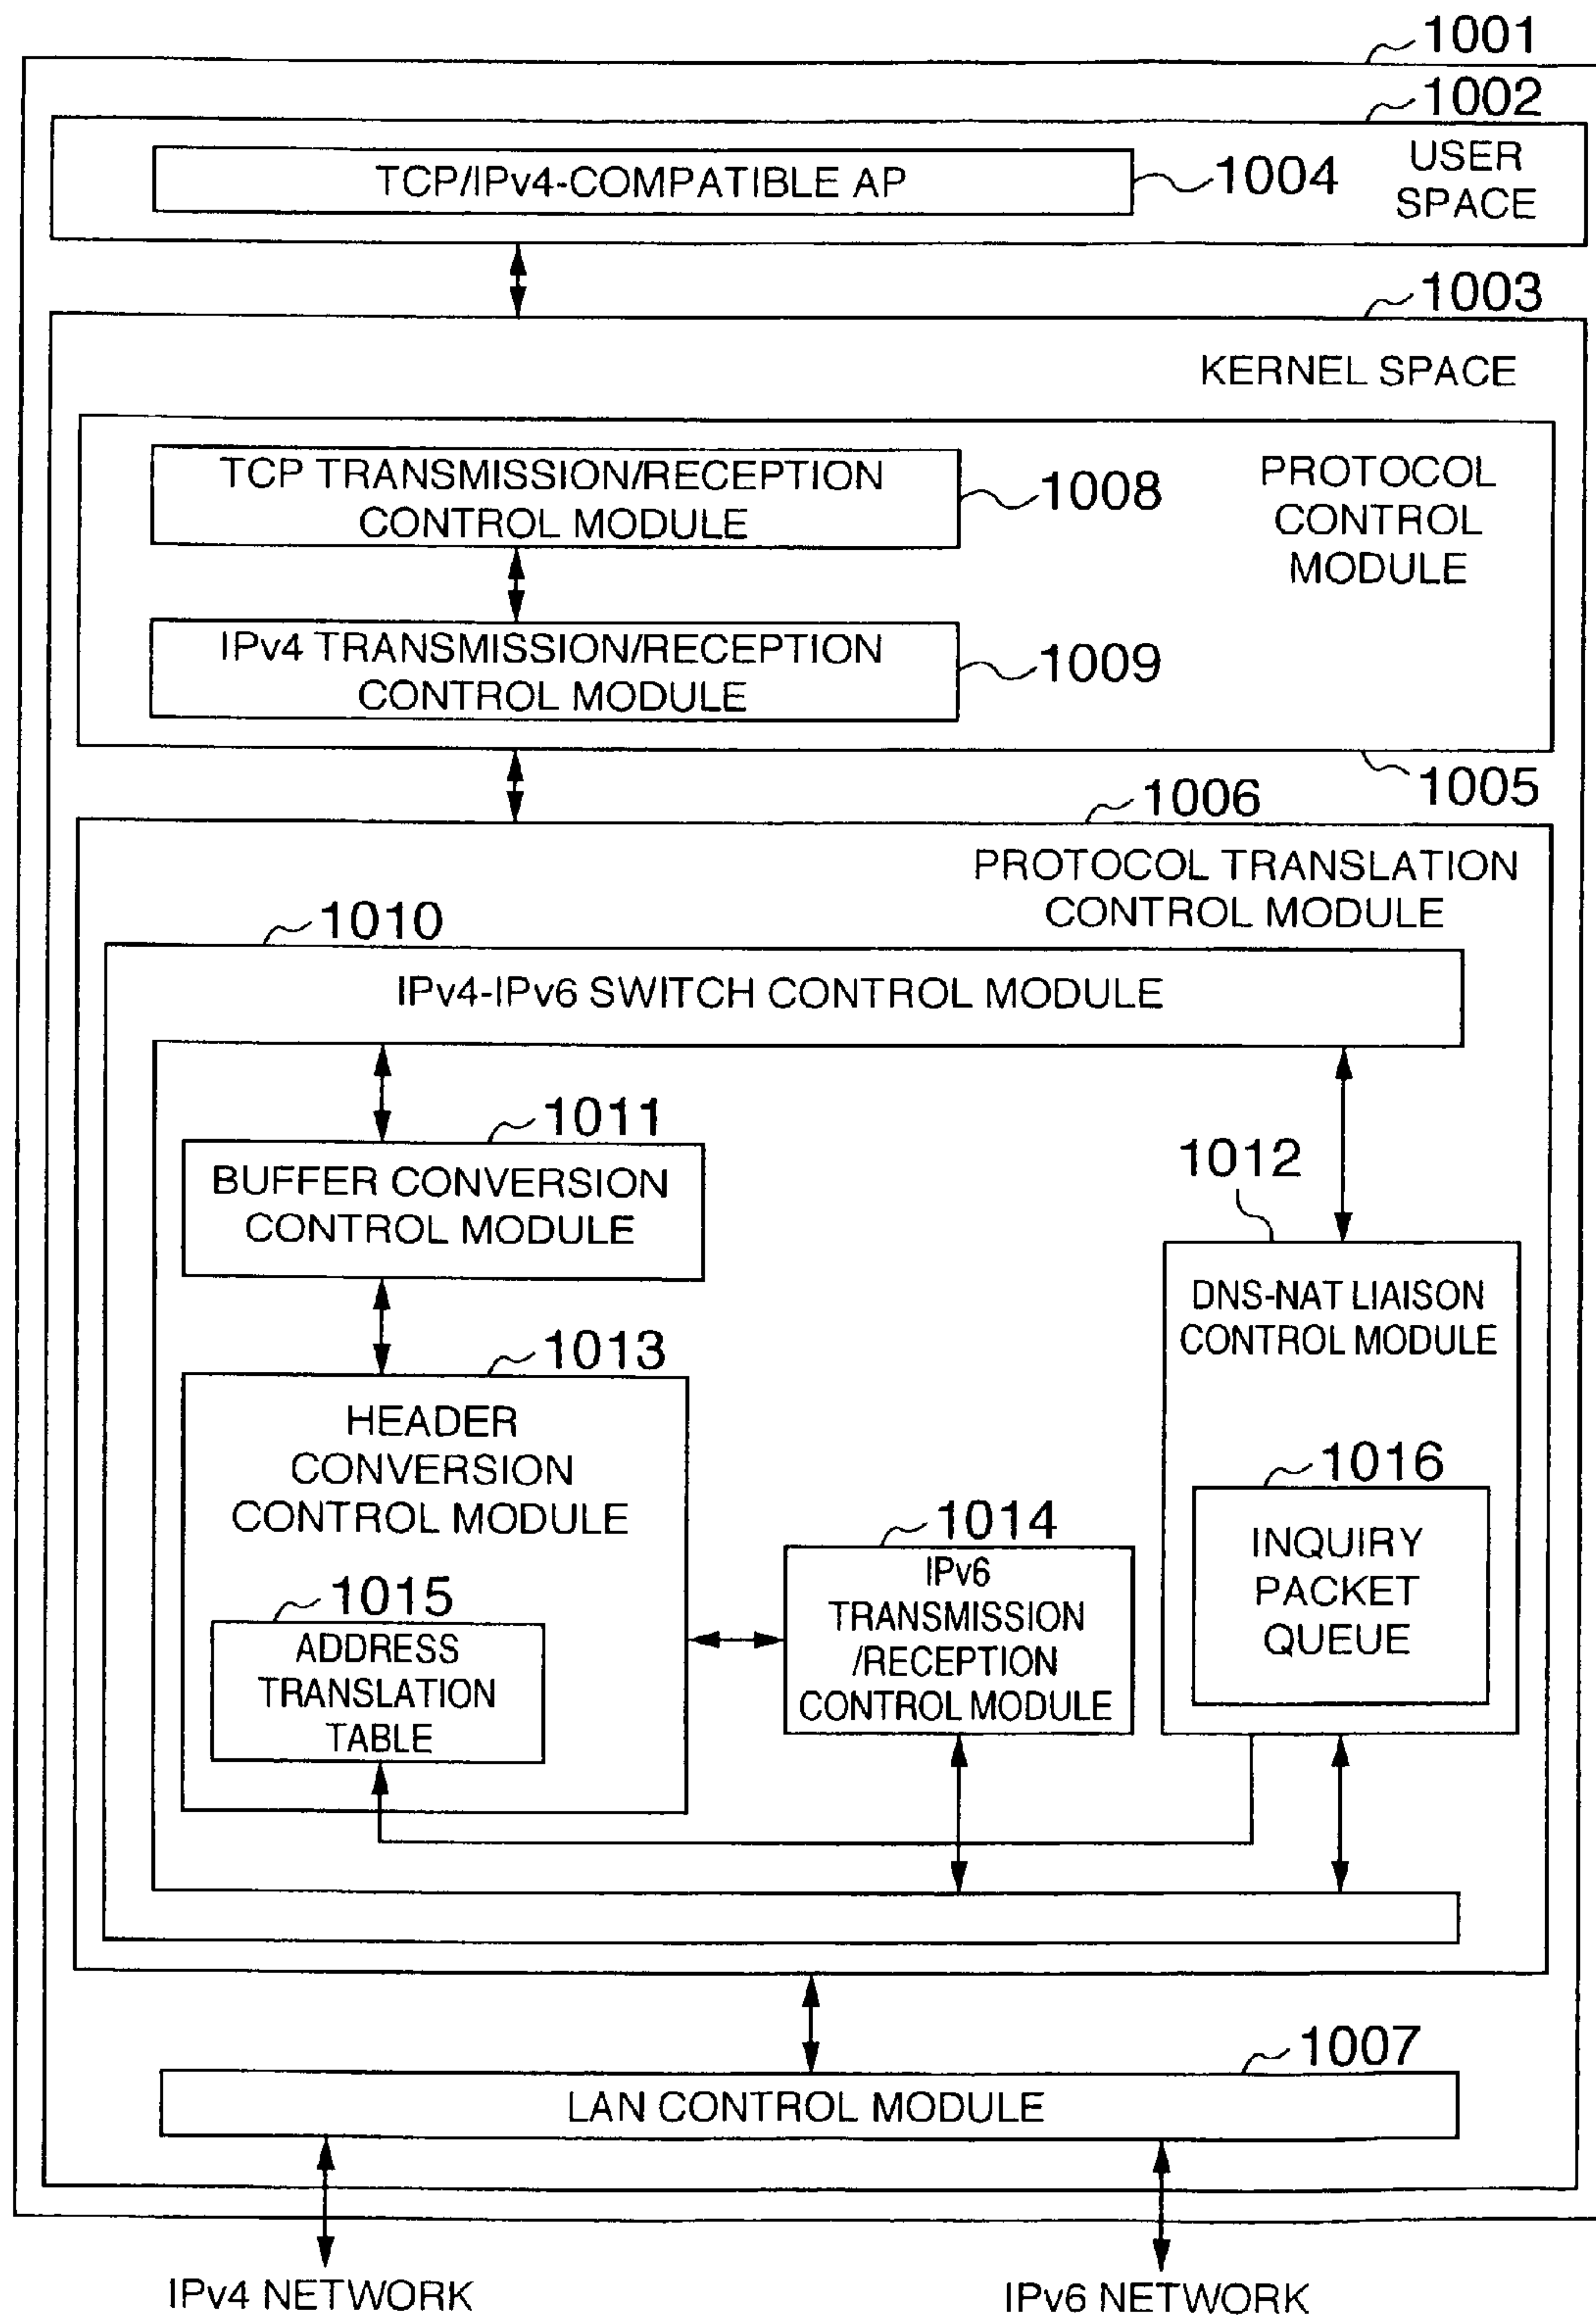 1001
1002
TCP/IPv4-COMPATIBLE AP
1004
USER
SPACE
1003
KERNEL SPACE
TCP TRANSMISSION/RECEPTION
CONTROL MODULE
1008
PROTOCOL
CONTROL
MODULE
IPv4 TRANSMISSION/RECEPTION
CONTROL MODULE
1009
1005
1006
PROTOCOL TRANSLATION
CONTROL MODULE
1010
IPv4-IPv6 SWITCH CONTROL MODULE
1011
BUFFER CONVERSION
CONTROL MODULE
1012
DNS-NAT LIAISON
CONTROL MODULE
1013
HEADER
CONVERSION
CONTROL MODULE
1016
INQUIRY
PACKET
QUEUE
1014
IPv6
TRANSMISSION
/RECEPTION
CONTROL MODULE
1015
ADDRESS
TRANSLATION
TABLE
1007
LAN CONTROL MODULE
IPv4 NETWORK
IPv6 NETWORK